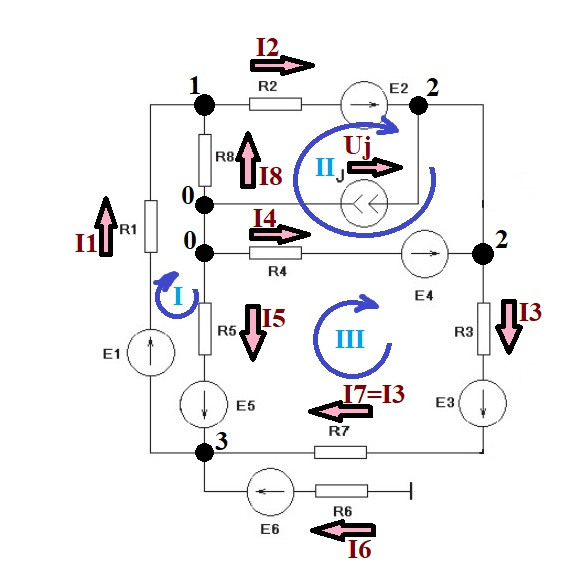 I2
R2
E2
1
2
R8
I8
II
Uj
J
0
0
I4
R4
E4
2
I1
R1
I
R5
I5
III
R3
I3
E1
E5
E3
I7=I3
R7
3
E6
R6
I6